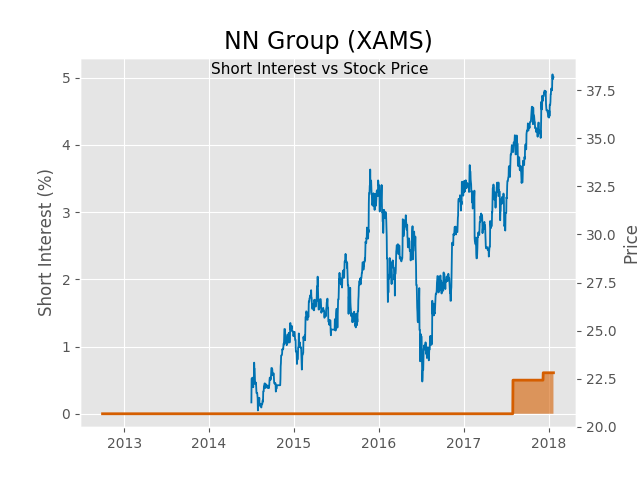 NN Group (XAMS)
Short Interest vs Stock Price
Short Interest (%)
5
4
3
2
1
0
37.5
35.0
32.5
30.0
27.5
25.0
22.5
20.0
Price
2013 2014 2015 2016 2017 2018